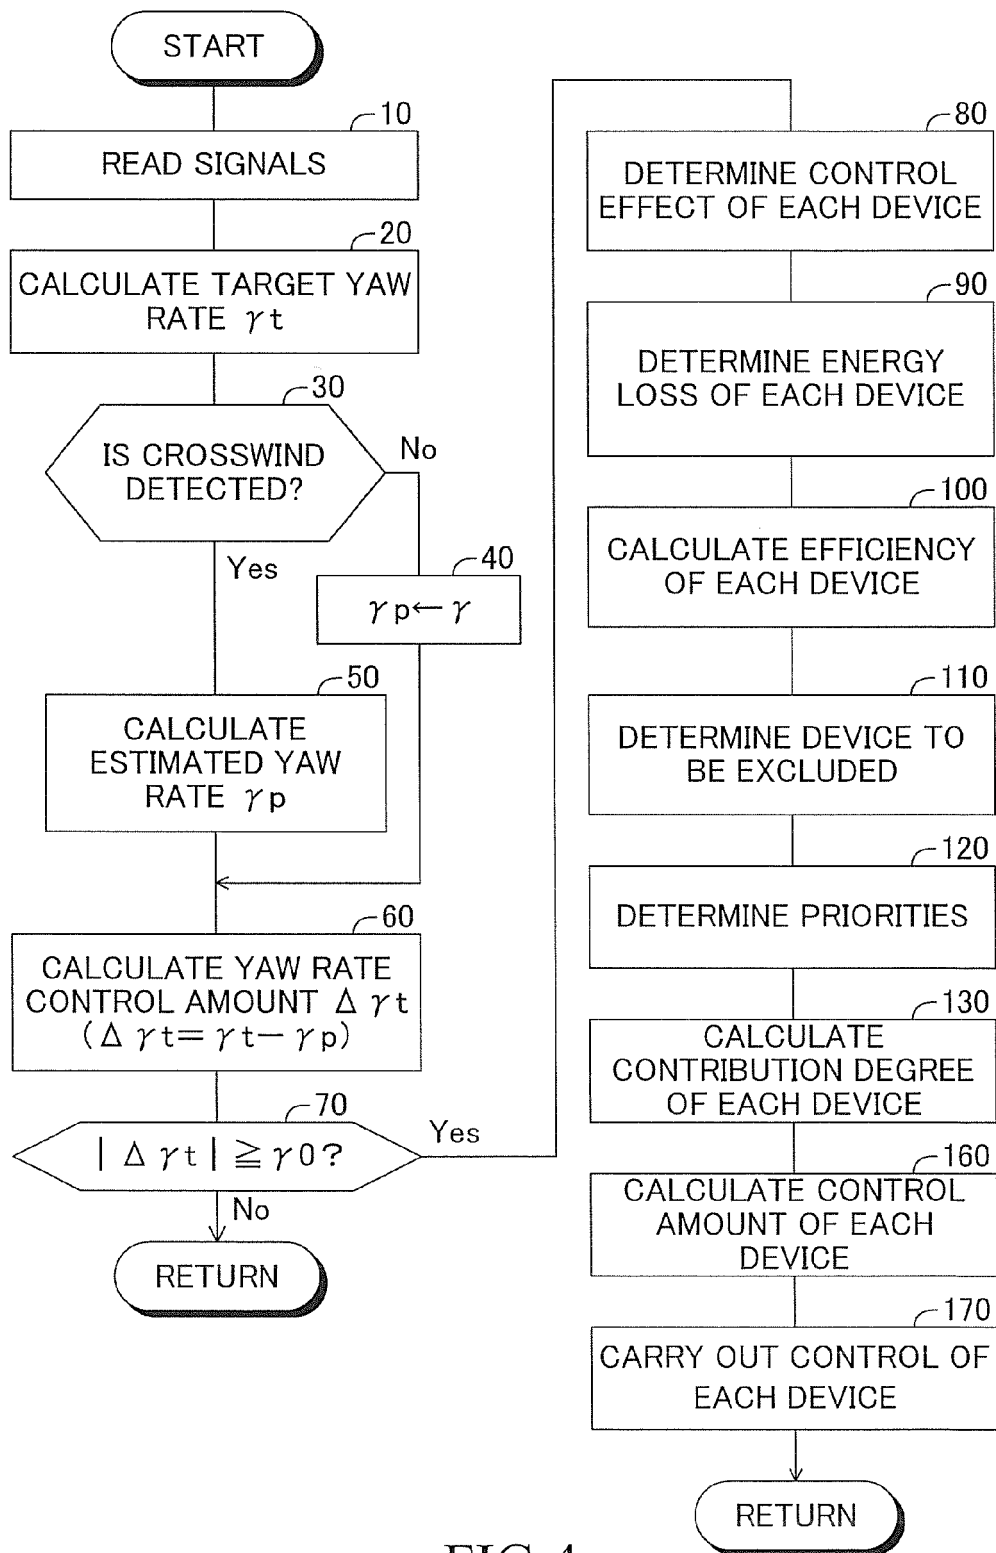 START
10
READ SIGNALS
20
CALCULATE TARGET YAW
RATE γt
30
IS CROSSWIND
DETECTED?
No
Yes
40
γp←γ
50
CALCULATE
ESTIMATED YAW
RATE γp
60
CALCULATE YAW RATE
CONTROL AMOUNT Δγt
(Δγt=γt−γp)
70
|Δγt|≧γ0?
Yes
No
RETURN
80
DETERMINE CONTROL
EFFECT OF EACH DEVICE
90
DETERMINE ENERGY
LOSS OF EACH DEVICE
100
CALCULATE EFFICIENCY
OF EACH DEVICE
110
DETERMINE DEVICE TO
BE EXCLUDED
120
DETERMINE PRIORITIES
130
CALCULATE
CONTRIBUTION DEGREE
OF EACH DEVICE
160
CALCULATE CONTROL
AMOUNT OF EACH
DEVICE
170
CARRY OUT CONTROL OF
EACH DEVICE
RETURN
FIG.4